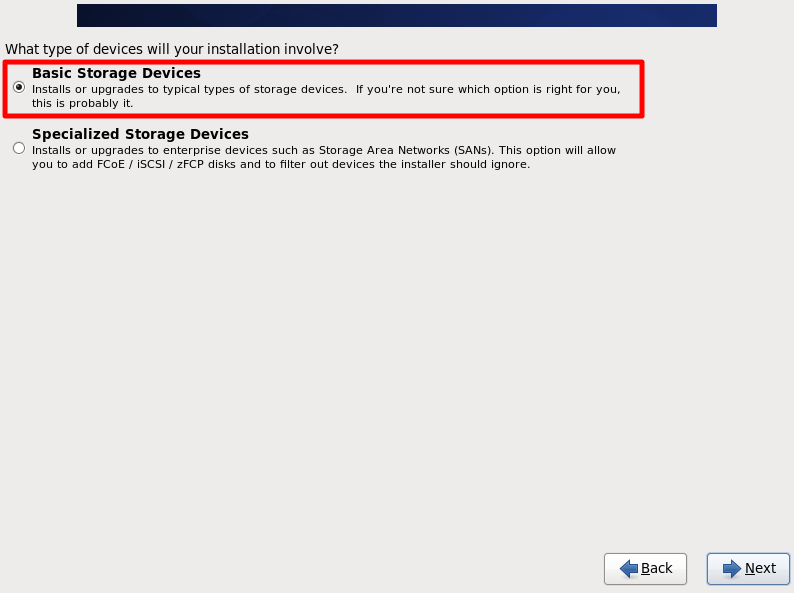 What type of devices will your installation involve?
Basic Storage Devices
Installs or upgrades to typical types of storage devices.  If you're not sure which option is right for you,
this is probably it.
Specialized Storage Devices
Installs or upgrades to enterprise devices such as Storage Area Networks (SANs). This option will allow
you to add FCoE / iSCSI / zFCP disks and to filter out devices the installer should ignore.
Back
Next